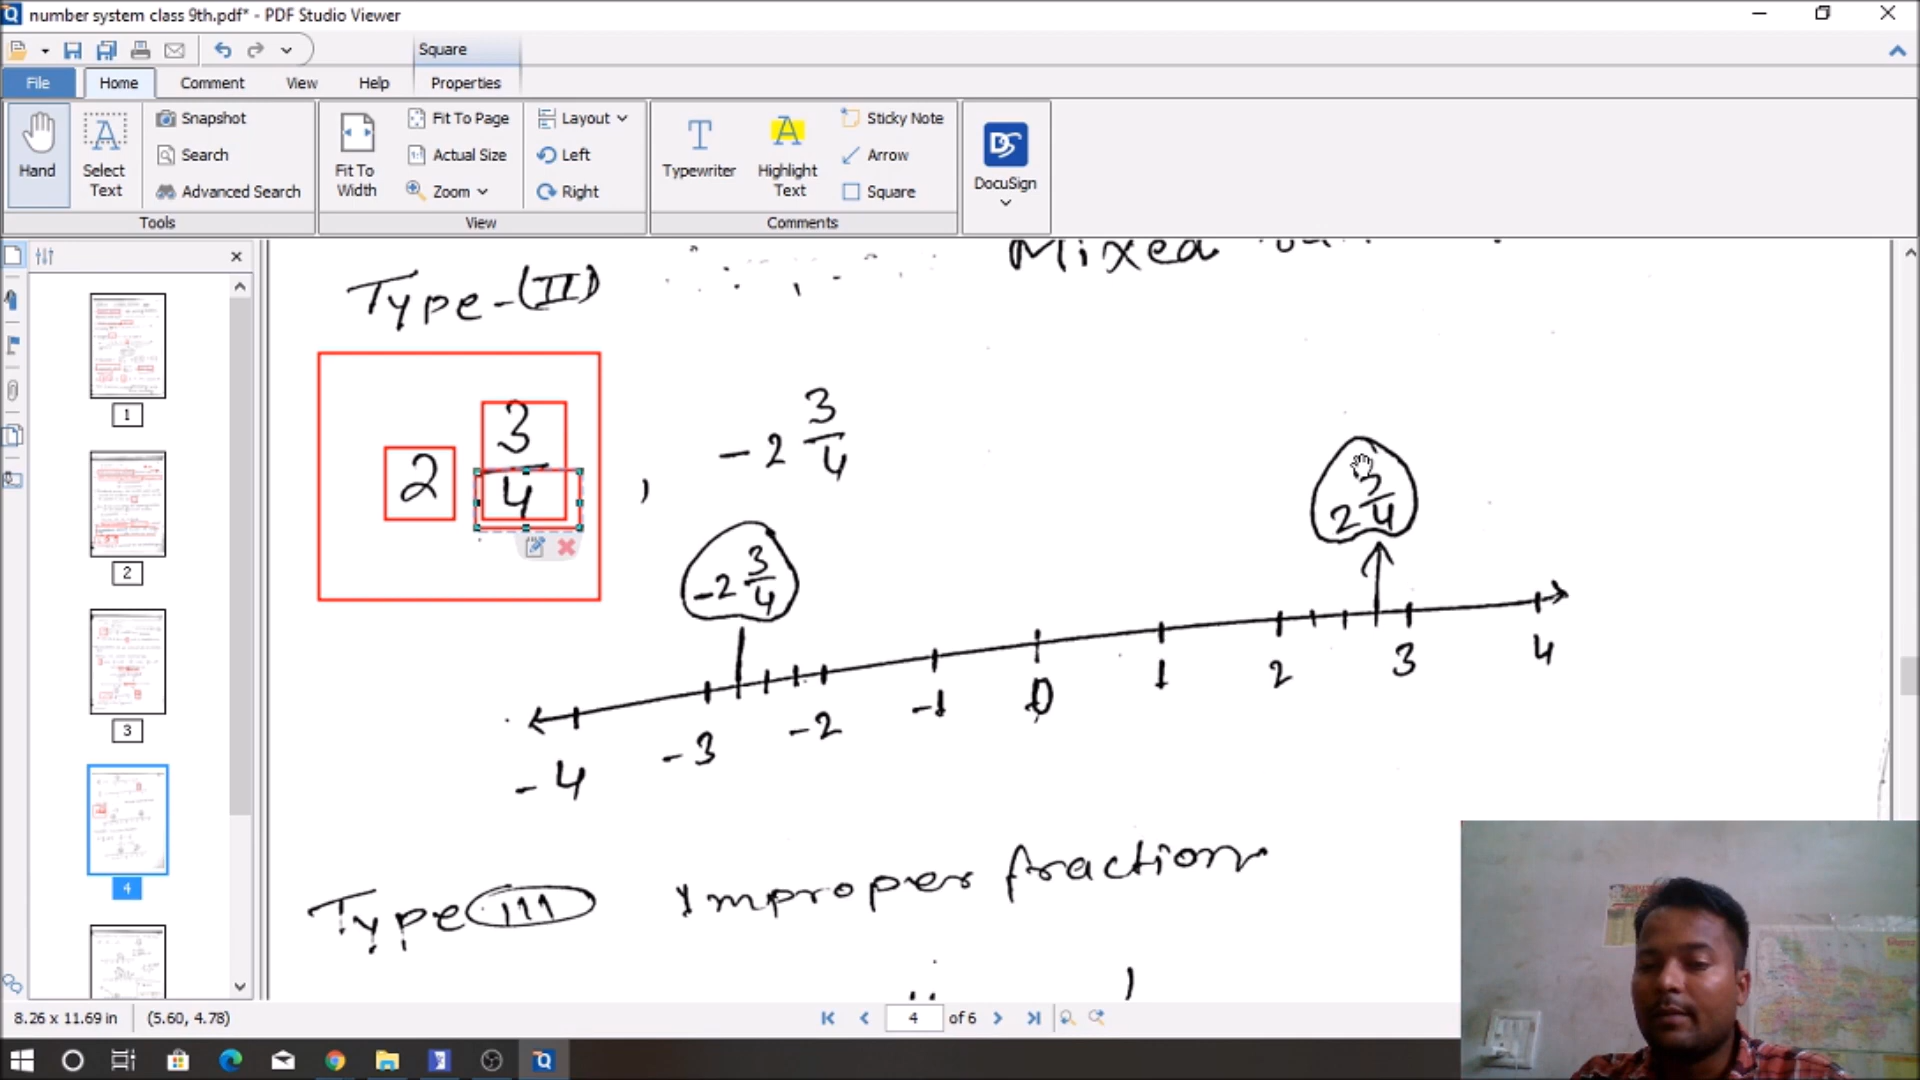 number system class 9th.pdf* - PDF Studio Viewer
Square
File Home Comment View Help Properties
Hand
Select Text
Snapshot
Search
Advanced Search
Tools
Fit To Width
Fit To Page
Actual Size
Zoom
Layout
Left
Right
View
Typewriter
Highlight Text
Sticky Note
Arrow
Square
Comments
DocuSign
1
2
3
4
Type-(II) Mixed
2 3/4 , -2 3/4
-2 3/4
2 3/4
-4 -3 -2 -1 0 1 2 3 4
Type (III) Improper fraction
8.26 x 11.69 in (5.60, 4.78)
4 of 6